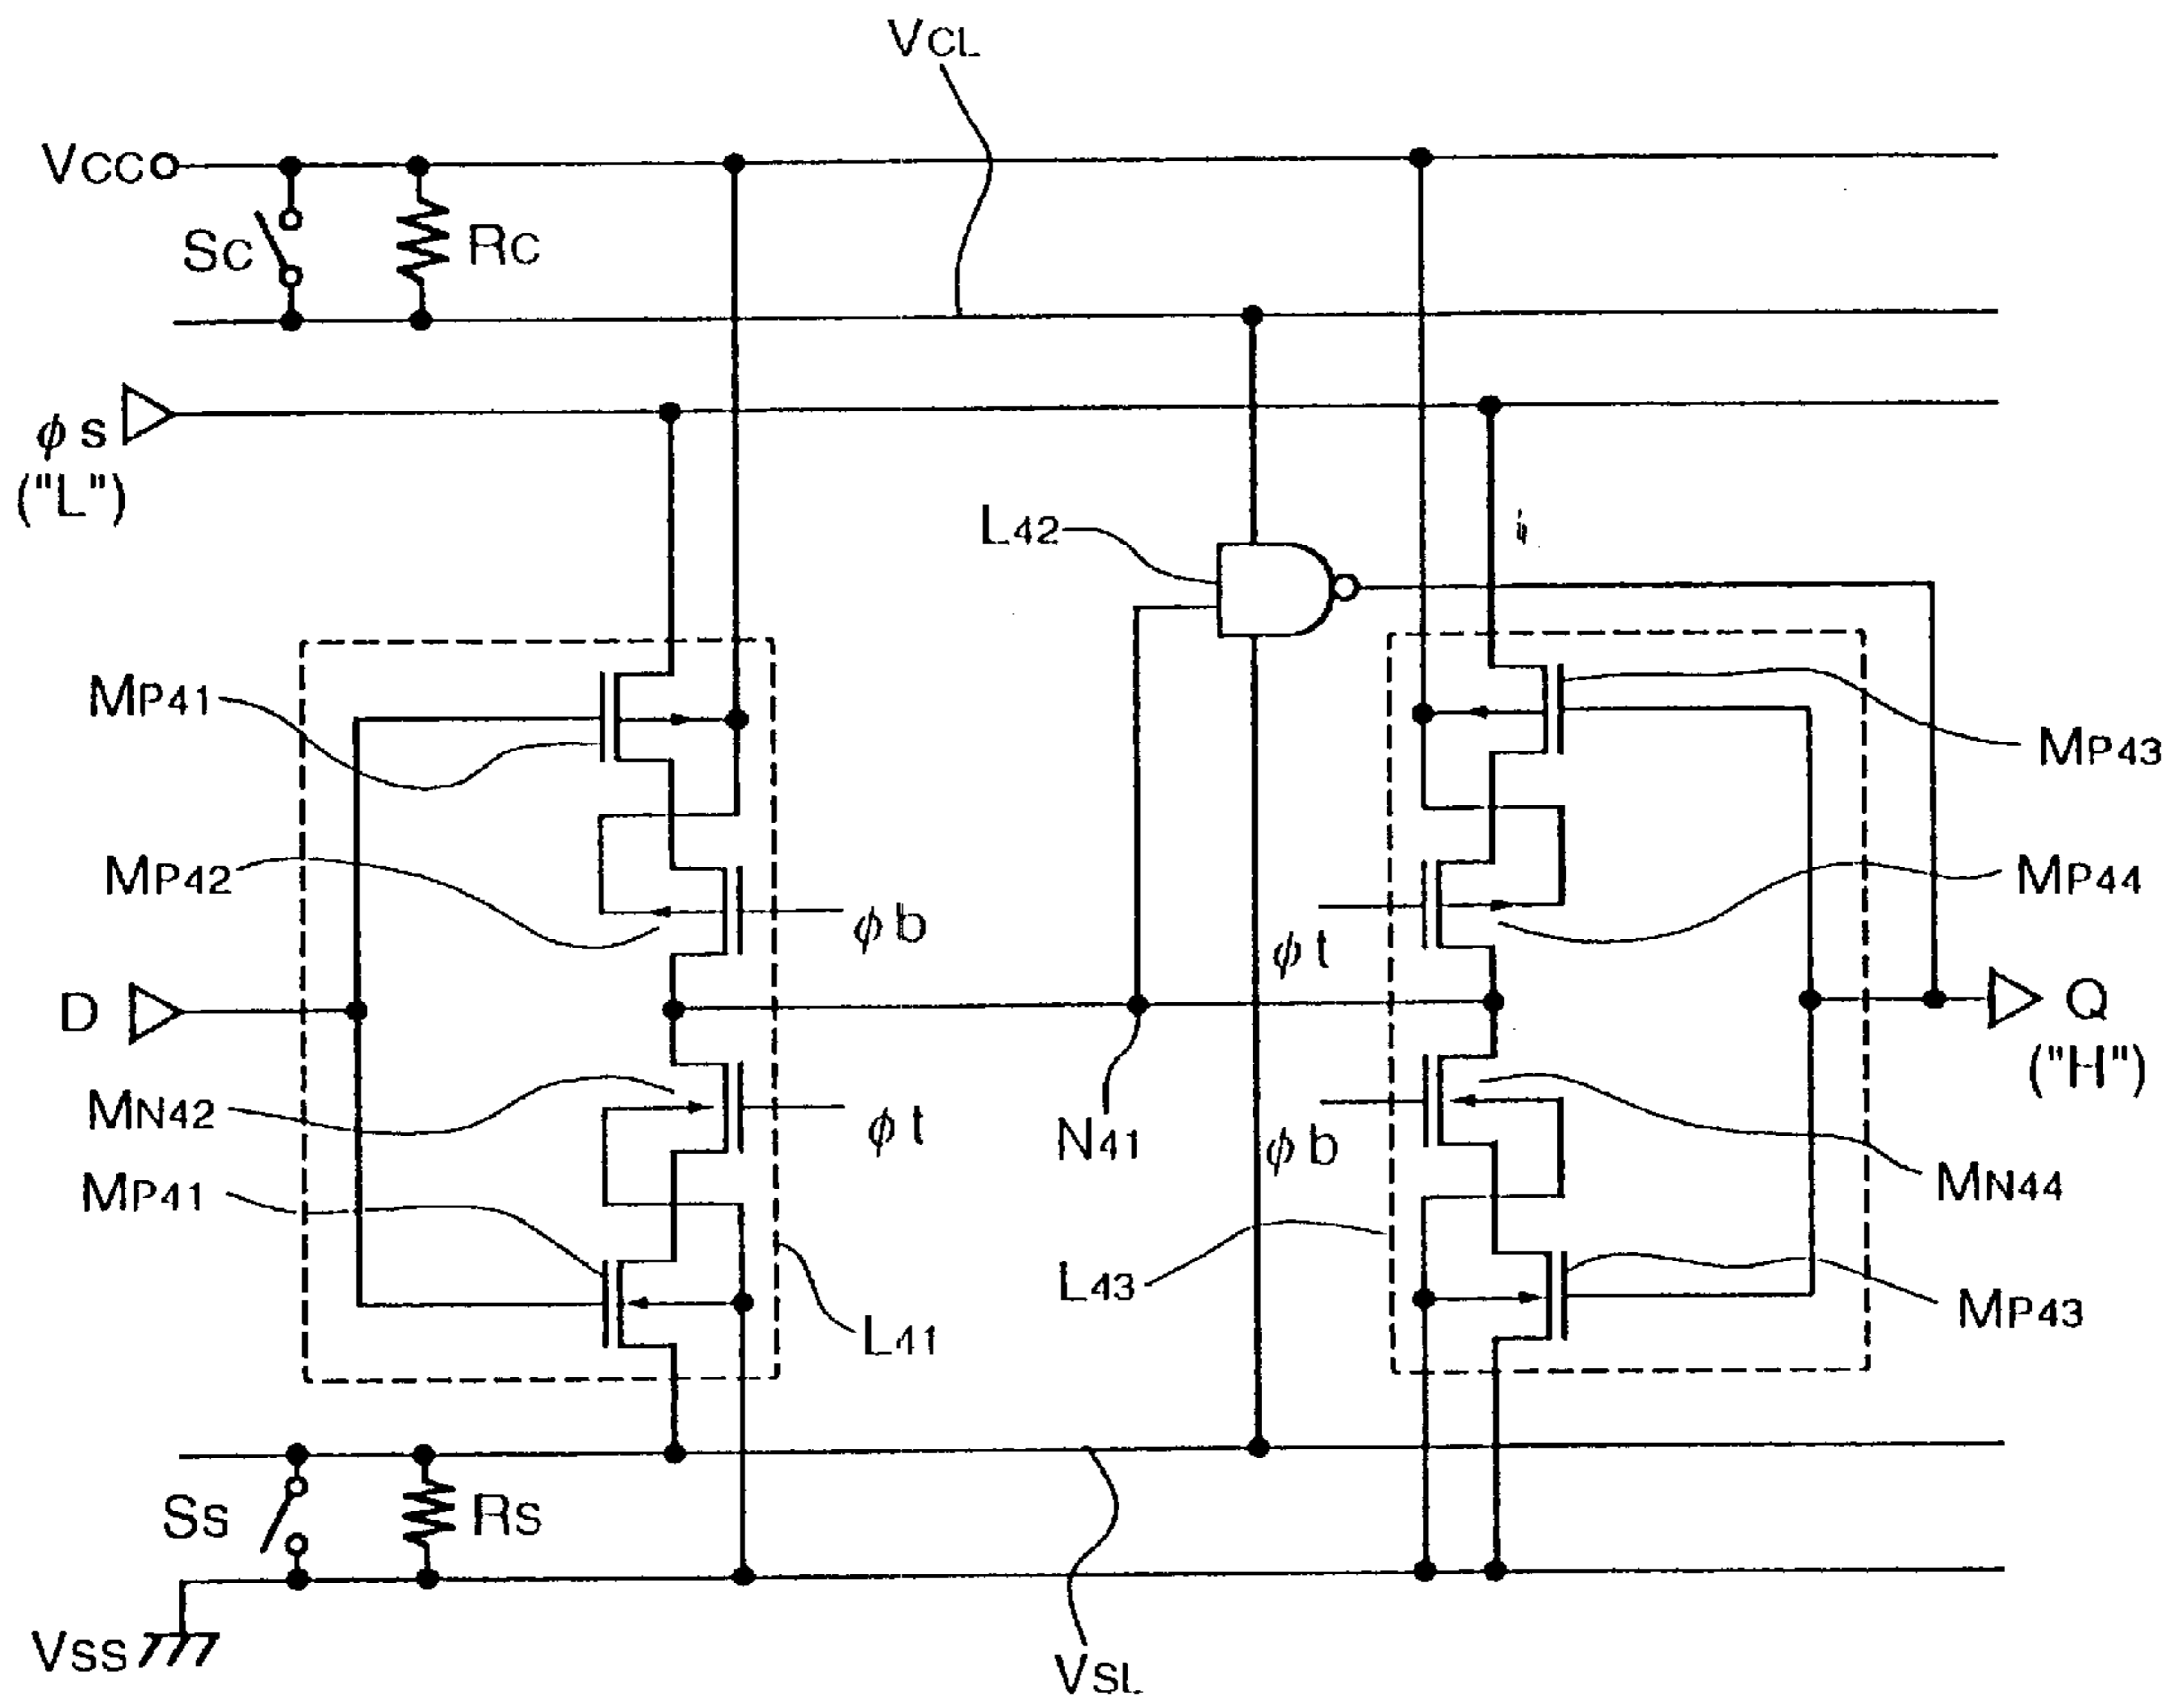 VCL
VCC
SC
RC
φs
("L")
L42
MP41
MP43
MP42
φb
MP44
φt
D
Q
("H")
MN42
φt
N41
φb
MP41
MN44
L43
L41
MP43
SS
RS
VSS
VSL